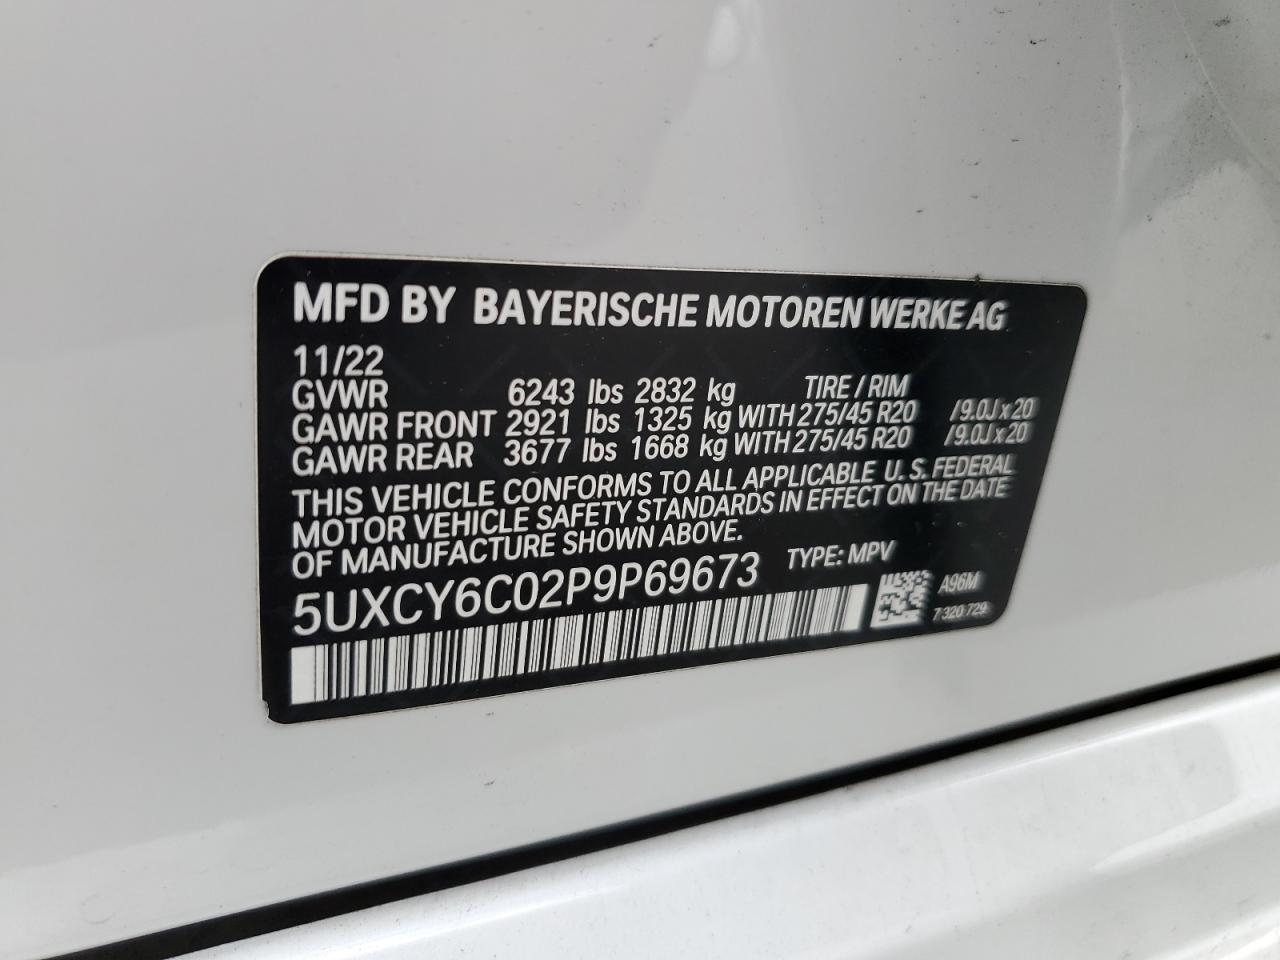 MFD BY BAYERISCHE MOTOREN WERKE AG
11/22
GVWR 6243 lbs 2832 kg TIRE / RIM
GAWR FRONT 2921 lbs 1325 kg WITH 275/45 R20 /9.0J x 20
GAWR REAR 3677 lbs 1668 kg WITH 275/45 R20 /9.0J x 20
THIS VEHICLE CONFORMS TO ALL APPLICABLE U.S. FEDERAL
MOTOR VEHICLE SAFETY STANDARDS IN EFFECT ON THE DATE
OF MANUFACTURE SHOWN ABOVE.
5UXCY6C02P9P69673 TYPE: MPV
A96M
7 320 729